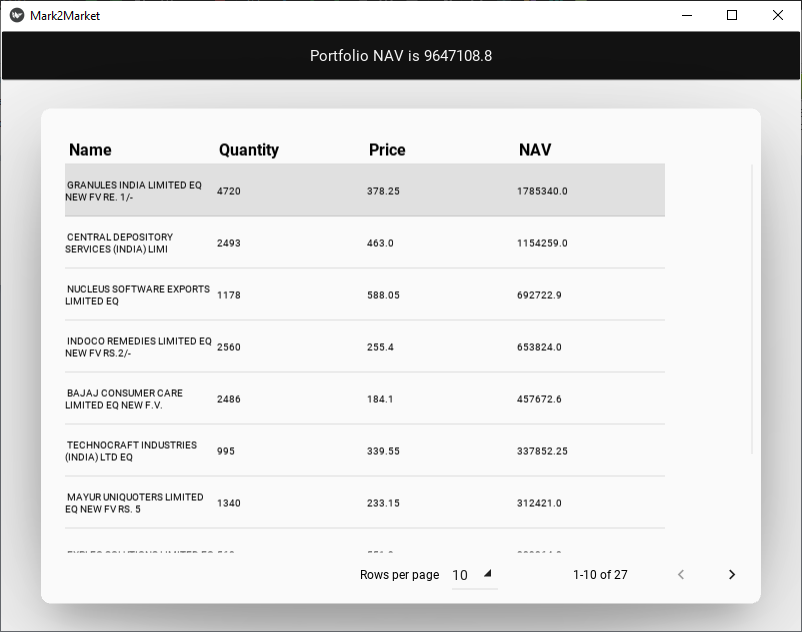 Mark2Market
Portfolio NAV is 9647108.8
Name Quantity Price NAV
GRANULES INDIA LIMITED EQ
NEW FV RE. 1/- 4720 378.25 1785340.0
CENTRAL DEPOSITORY
SERVICES (INDIA) LIMI 2493 463.0 1154259.0
NUCLEUS SOFTWARE EXPORTS
LIMITED EQ 1178 588.05 692722.9
INDOCO REMEDIES LIMITED EQ
NEW FV RS.2/- 2560 255.4 653824.0
BAJAJ CONSUMER CARE
LIMITED EQ NEW F.V. 2486 184.1 457672.6
TECHNOCRAFT INDUSTRIES
(INDIA) LTD EQ 995 339.55 337852.25
MAYUR UNIQUOTERS LIMITED
EQ NEW FV RS. 5 1340 233.15 312421.0
Rows per page 10 1-10 of 27